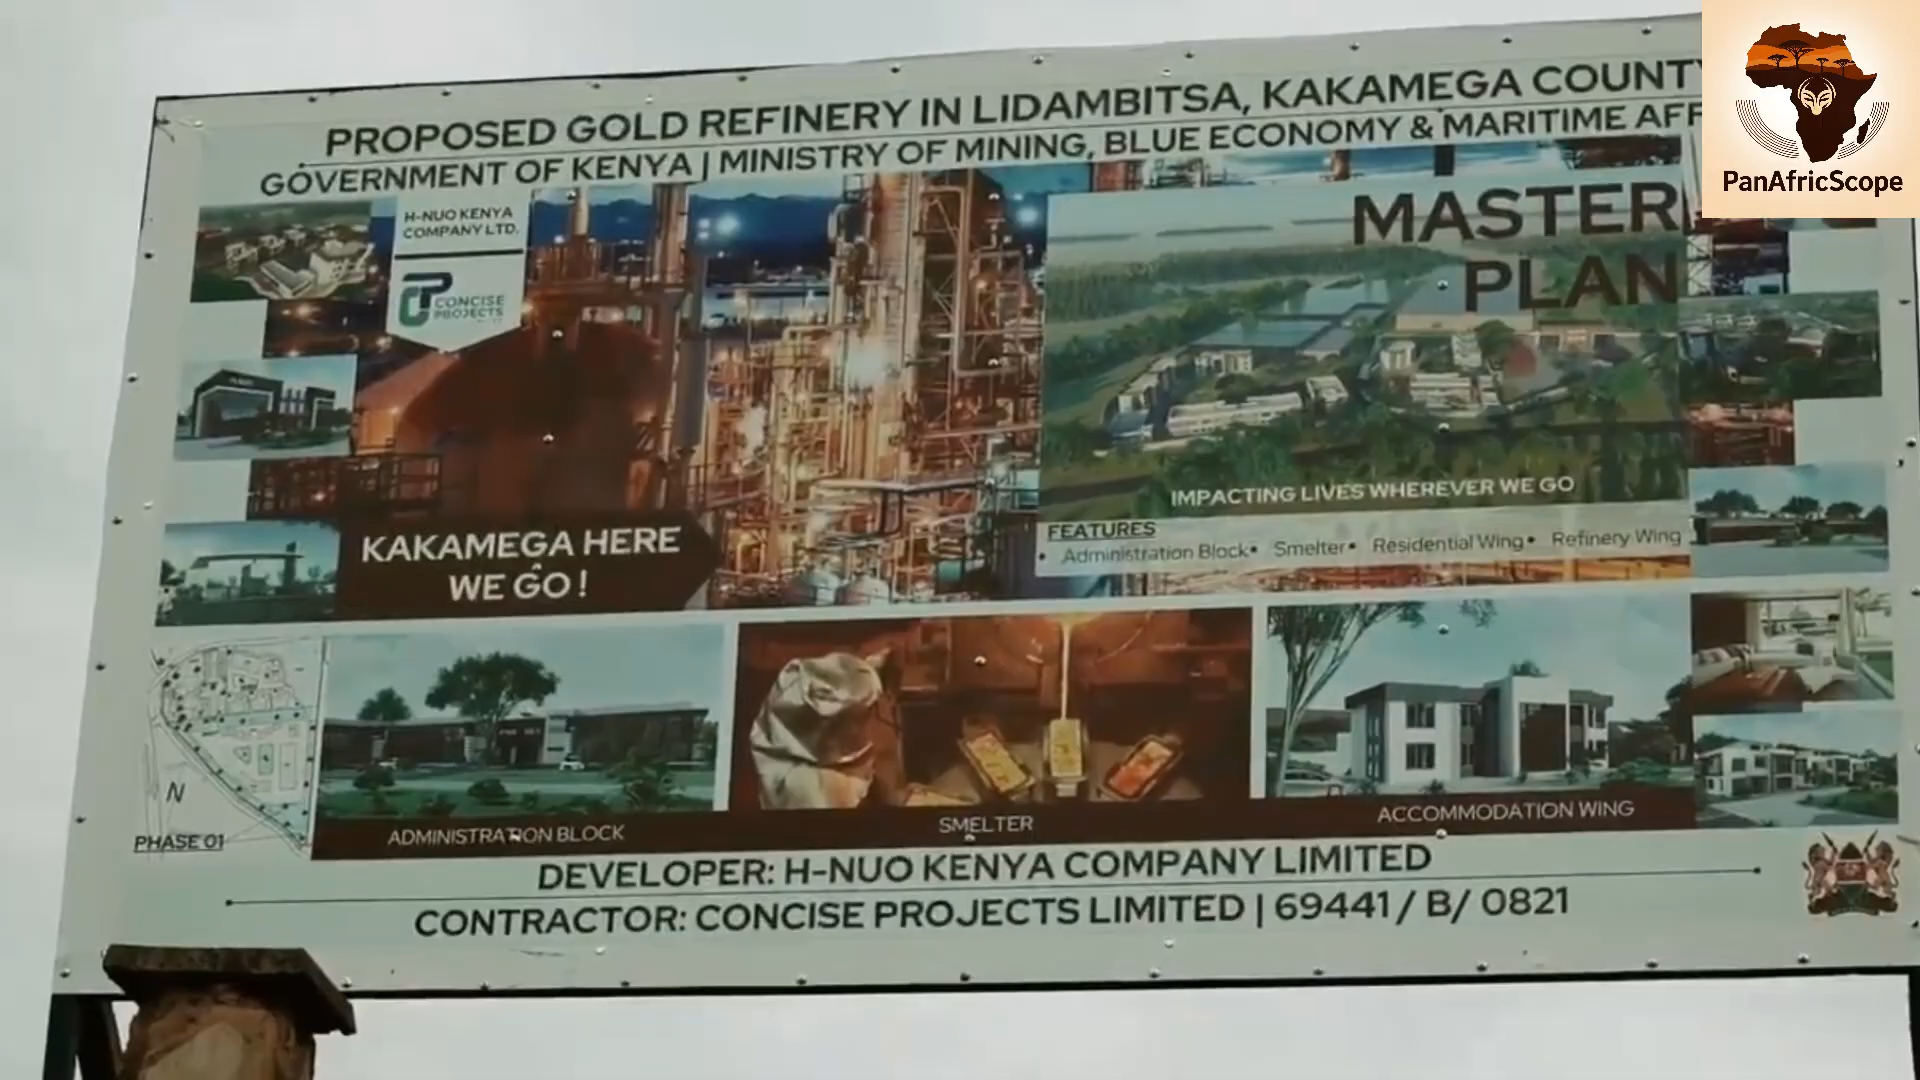 PROPOSED GOLD REFINERY IN LIDAMBITSA, KAKAMEGA COUNTY
GOVERNMENT OF KENYA | MINISTRY OF MINING, BLUE ECONOMY & MARITIME AFF
PanAfricScope
H-NUO KENYA
COMPANY LTD.
CP CONCISE
PROJECTS
MASTER
PLAN
IMPACTING LIVES WHEREVER WE GO
FEATURES
• Administration Block • Smelter • Residential Wing • Refinery Wing
KAKAMEGA HERE
WE GO !
N
PHASE 01
ADMINISTRATION BLOCK
SMELTER
ACCOMMODATION WING
DEVELOPER: H-NUO KENYA COMPANY LIMITED
CONTRACTOR: CONCISE PROJECTS LIMITED | 69441 / B/ 0821